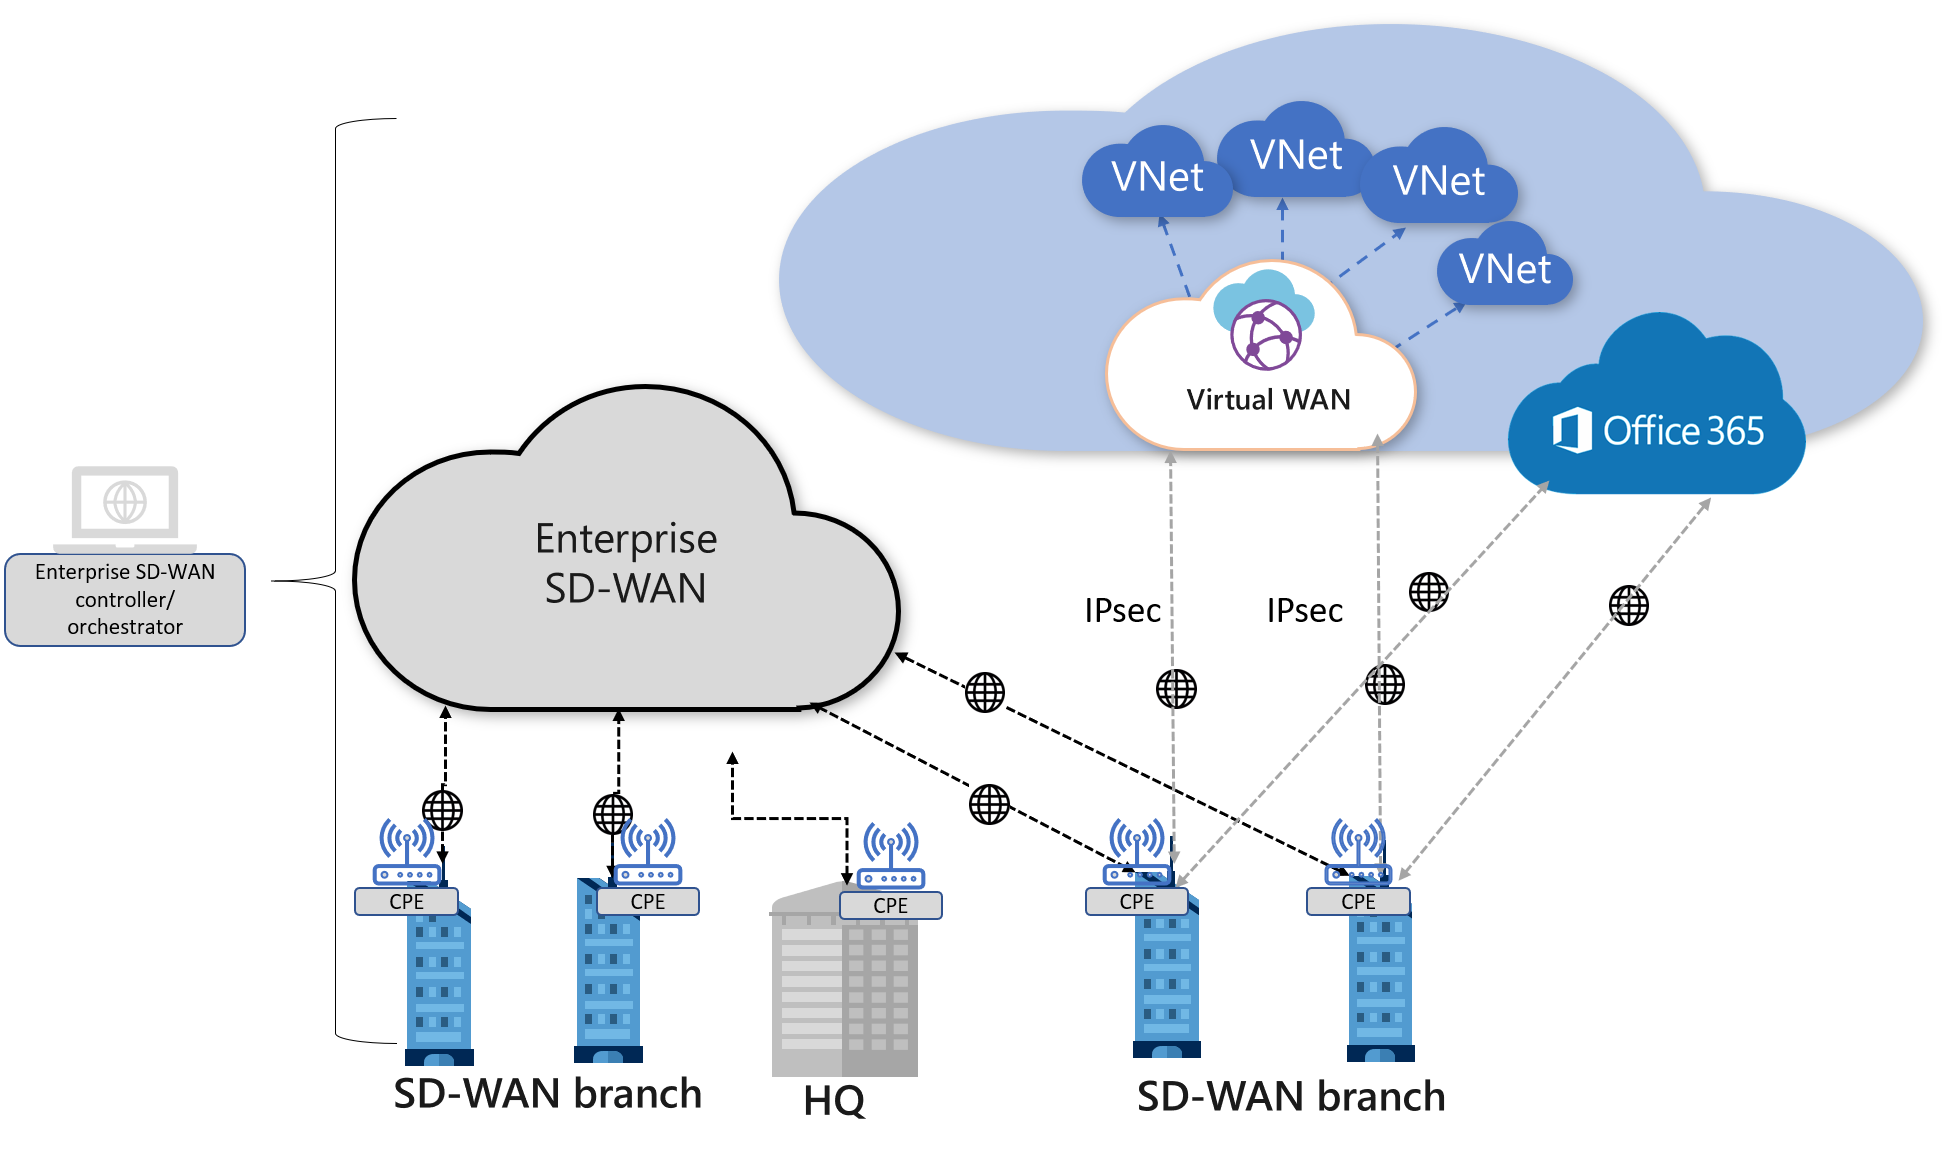 VNet
VNet
VNet
VNet
Virtual WAN
Office 365
Enterprise
SD-WAN
Enterprise SD-WAN
controller/
orchestrator
IPsec
IPsec
CPE
CPE
CPE
CPE
CPE
SD-WAN branch
HQ
SD-WAN branch